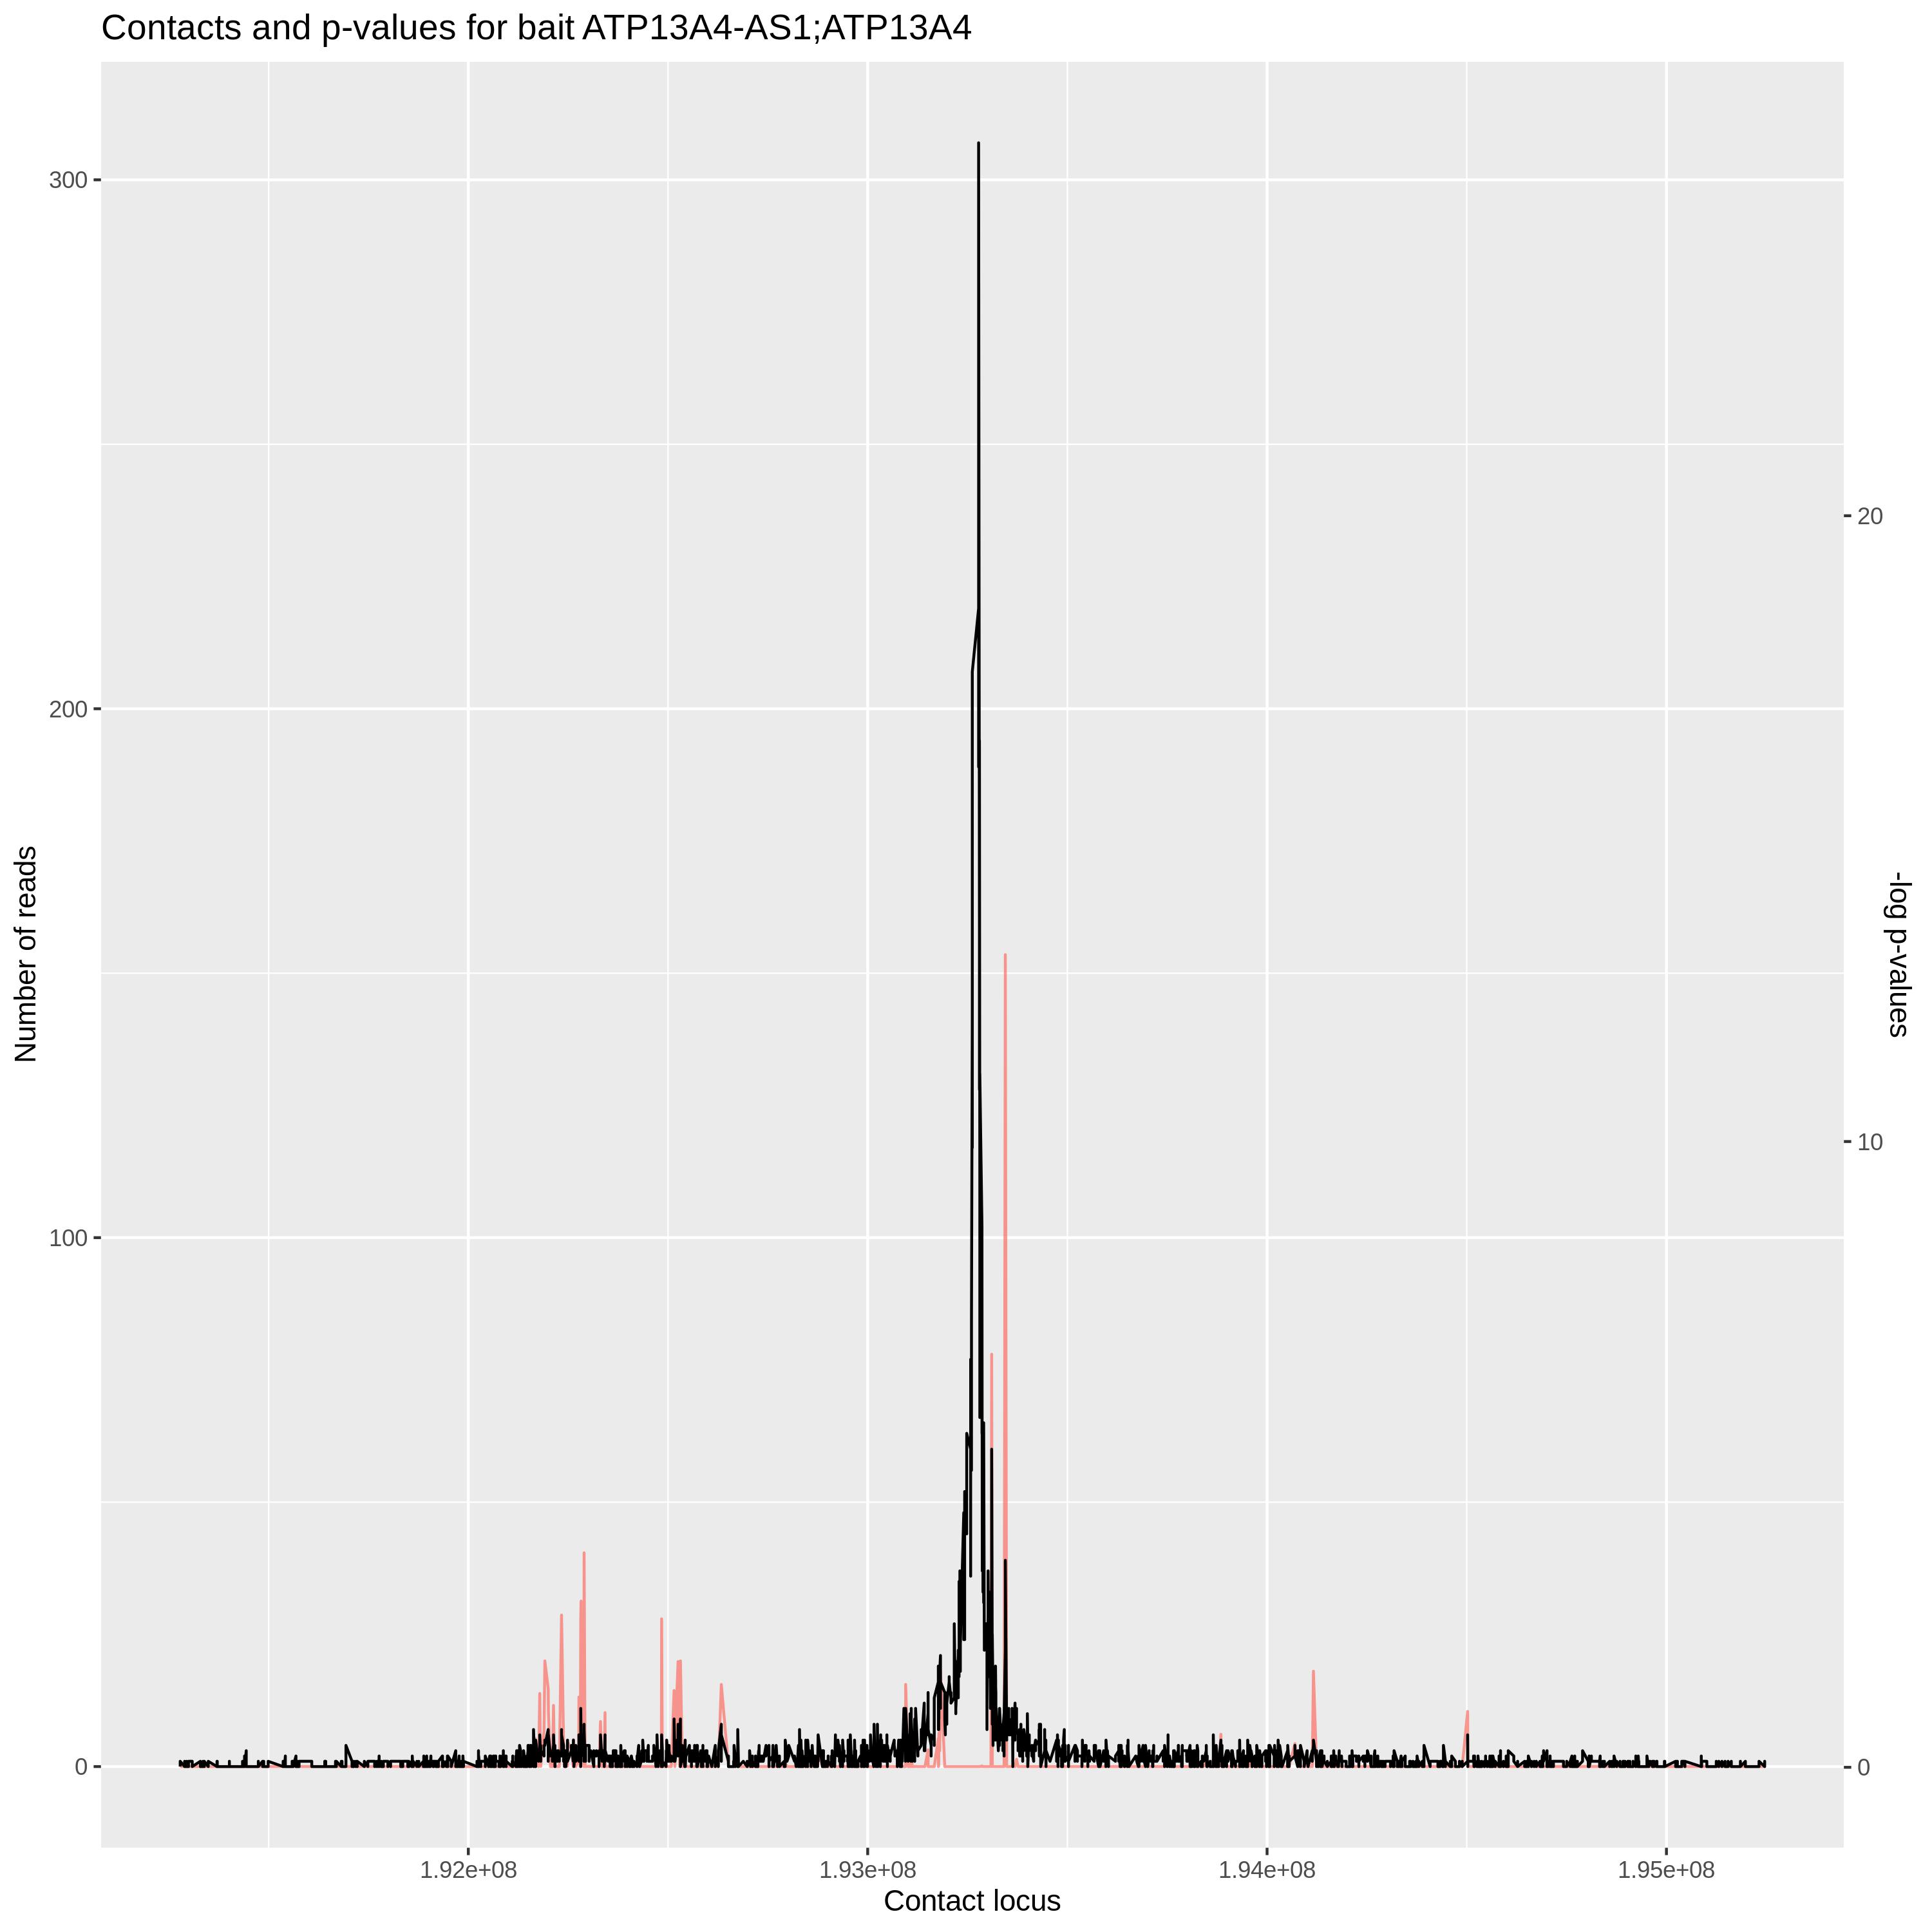 Contacts and p-values for bait ATP13A4-AS1;ATP13A4
300
200
100
0
Number of reads
20
10
0
-log p-values
1.92e+08
1.93e+08
1.94e+08
1.95e+08
Contact locus